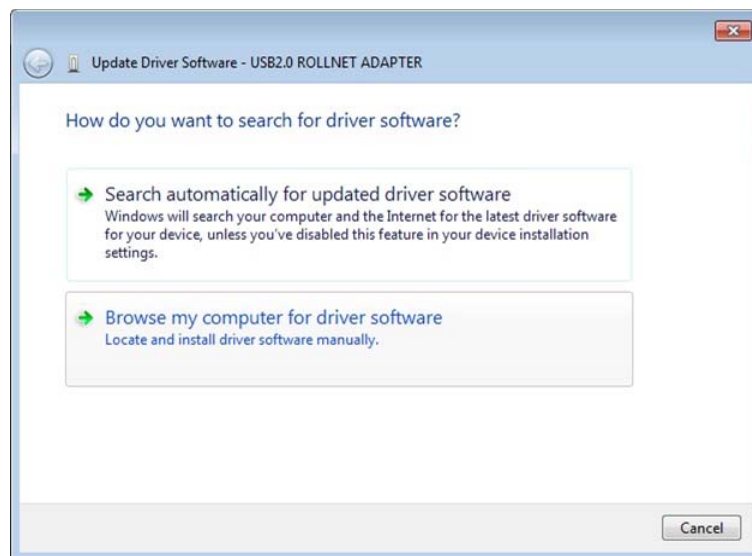 Update Driver Software - USB2.0 ROLLNET ADAPTER
How do you want to search for driver software?
Search automatically for updated driver software
Windows will search your computer and the Internet for the latest driver software
for your device, unless you've disabled this feature in your device installation
settings.
Browse my computer for driver software
Locate and install driver software manually.
Cancel